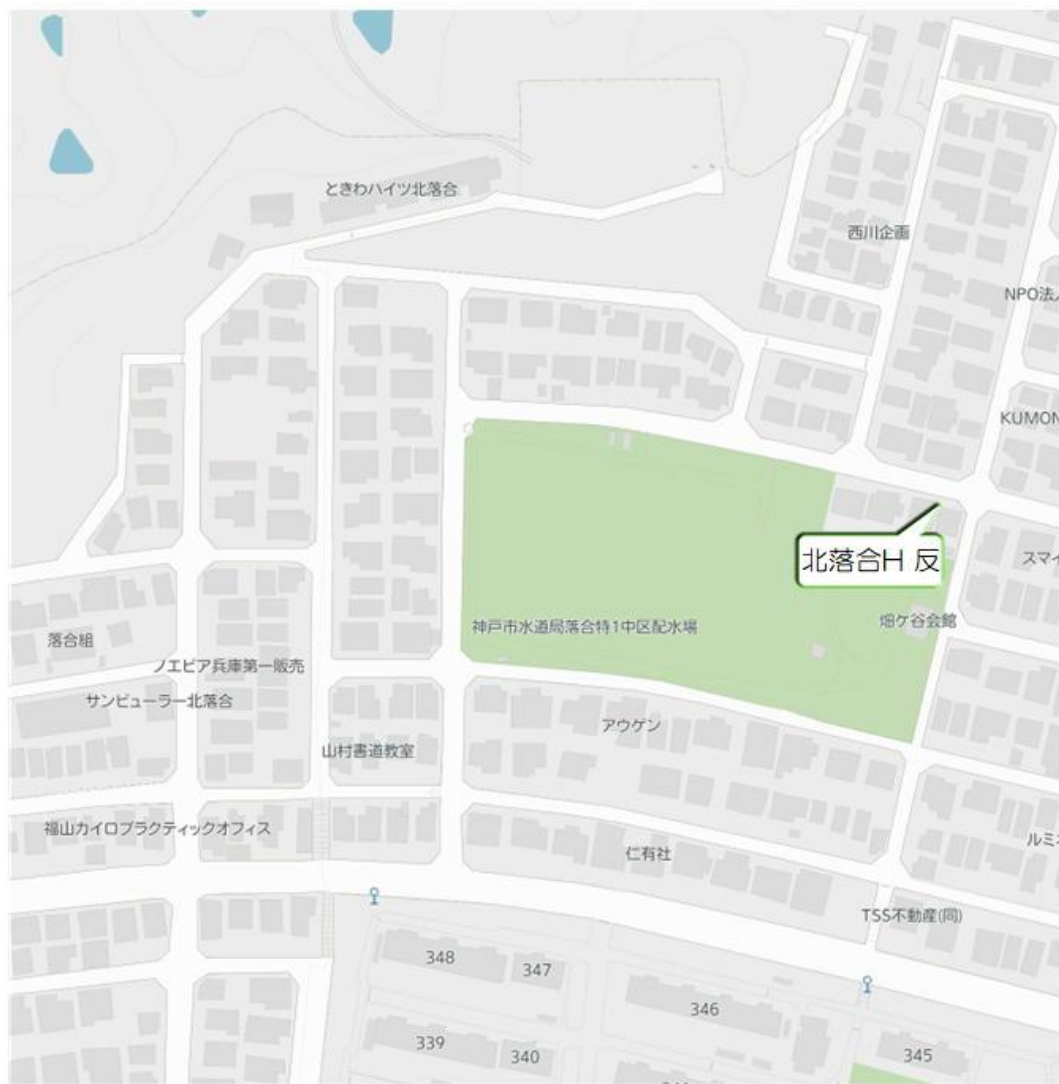 ときわハイツ北落合
西川企画
NPO法
KUMON
北落合H 反
スマイ
神戸市水道局落合特1中区配水場
畑ケ谷会館
落合組
ノエビア兵庫第一販売
サンビューラー北落合
アウゲン
山村書道教室
福山カイロプラクティックオフィス
仁有社
ルミネ
TSS不動産(同)
348
347
346
339
340
345